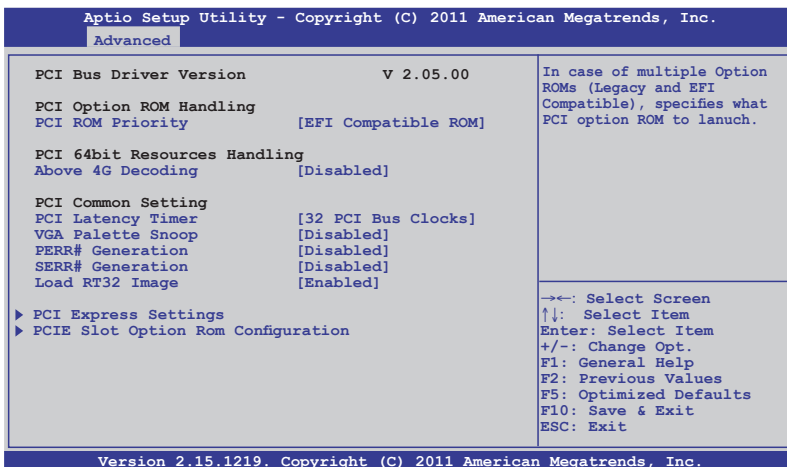 Aptio Setup Utility - Copyright (C) 2011 American Megatrends, Inc.
Advanced
PCI Bus Driver Version V 2.05.00
PCI Option ROM Handling
PCI ROM Priority [EFI Compatible ROM]
PCI 64bit Resources Handling
Above 4G Decoding [Disabled]
PCI Common Setting
PCI Latency Timer [32 PCI Bus Clocks]
VGA Palette Snoop [Disabled]
PERR# Generation [Disabled]
SERR# Generation [Disabled]
Load RT32 Image [Enabled]
PCI Express Settings
PCIE Slot Option Rom Configuration
In case of multiple Option
ROMs (Legacy and EFI
Compatible), specifies what
PCI option ROM to lanuch.
→←: Select Screen
↑↓: Select Item
Enter: Select Item
+/-: Change Opt.
F1: General Help
F2: Previous Values
F5: Optimized Defaults
F10: Save & Exit
ESC: Exit
Version 2.15.1219. Copyright (C) 2011 American Megatrends, Inc.